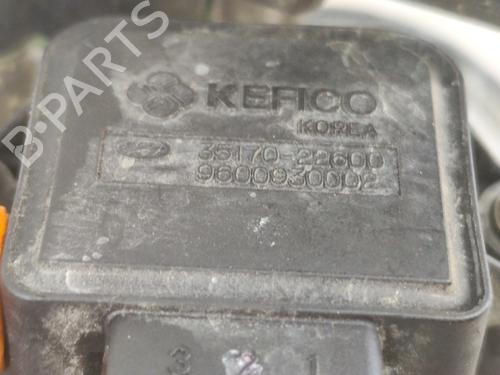 B-PARTS
KEFICO
KOREA
35170-22600
9600930002
3 2 1